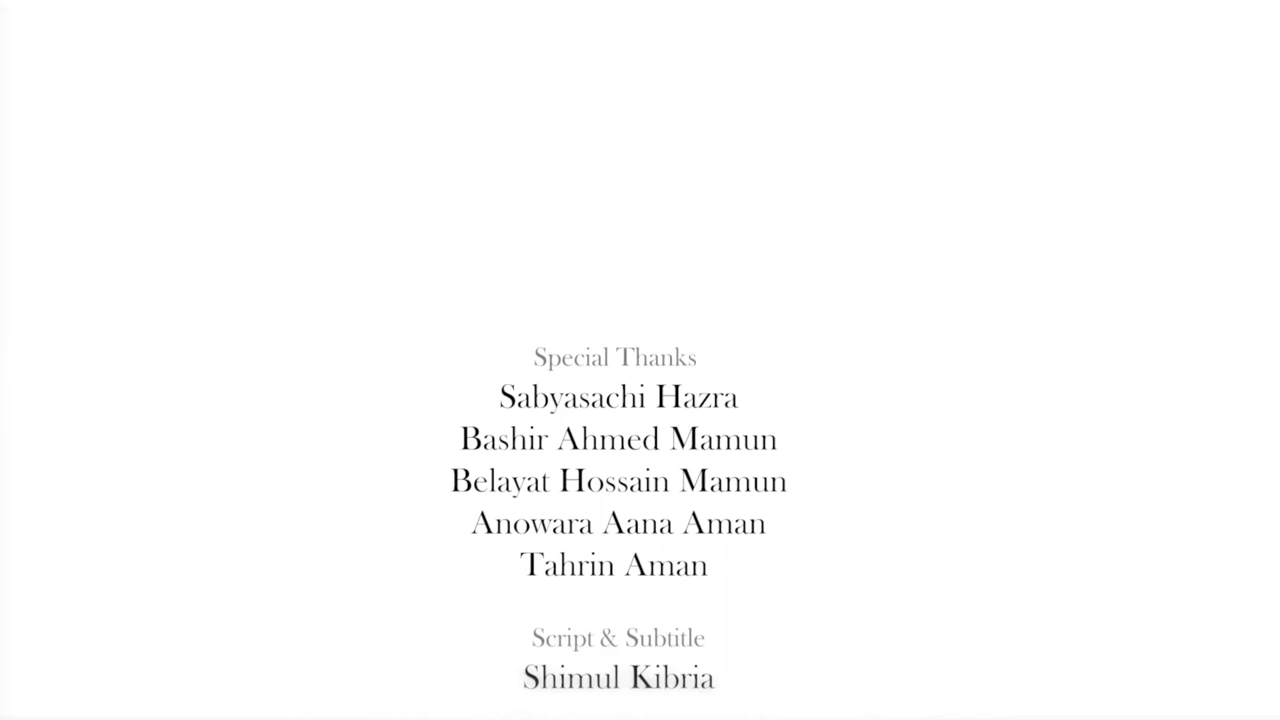 Special Thanks
Sabyasachi Hazra
Bashir Ahmed Mamun
Belayat Hossain Mamun
Anowara Aana Aman
Tahrin Aman
Script & Subtitle
Shimul Kibria